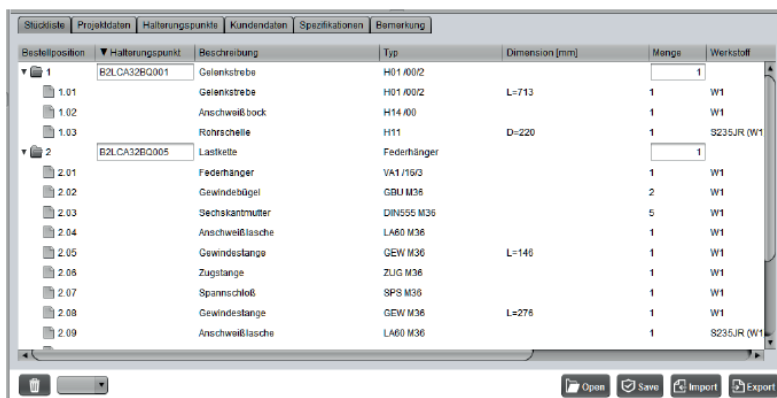 Stückliste Projektdaten Halterungspunkte Kundendaten Spezifikationen Bemerkung
Bestellposition ▼ Halterungspunkt Beschreibung Typ Dimension [mm] Menge Werkstoff
1 B2LCA32BQ001 Gelenkstrebe H01 /00/2 1
1.01 Gelenkstrebe H01 /00/2 L=713 1 W1
1.02 Anschweißbock H14 /00 1 W1
1.03 Rohrschelle H11 D=220 1 S235JR (W1
2 B2LCA32BQ005 Lastkette Federhänger 1
2.01 Federhänger VA1 /16/3 1 W1
2.02 Gewindebügel GBU M36 2 W1
2.03 Sechskantmutter DIN555 M36 5 W1
2.04 Anschweißlasche LA60 M36 1 W1
2.05 Gewindestange GEW M36 L=146 1 W1
2.06 Zugstange ZUG M36 1 W1
2.07 Spannschloß SPS M36 1 W1
2.08 Gewindestange GEW M36 L=276 1 W1
2.09 Anschweißlasche LA60 M36 1 S235JR (W1
Open Save Import Export